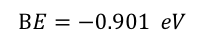 BE = −0.901 eV